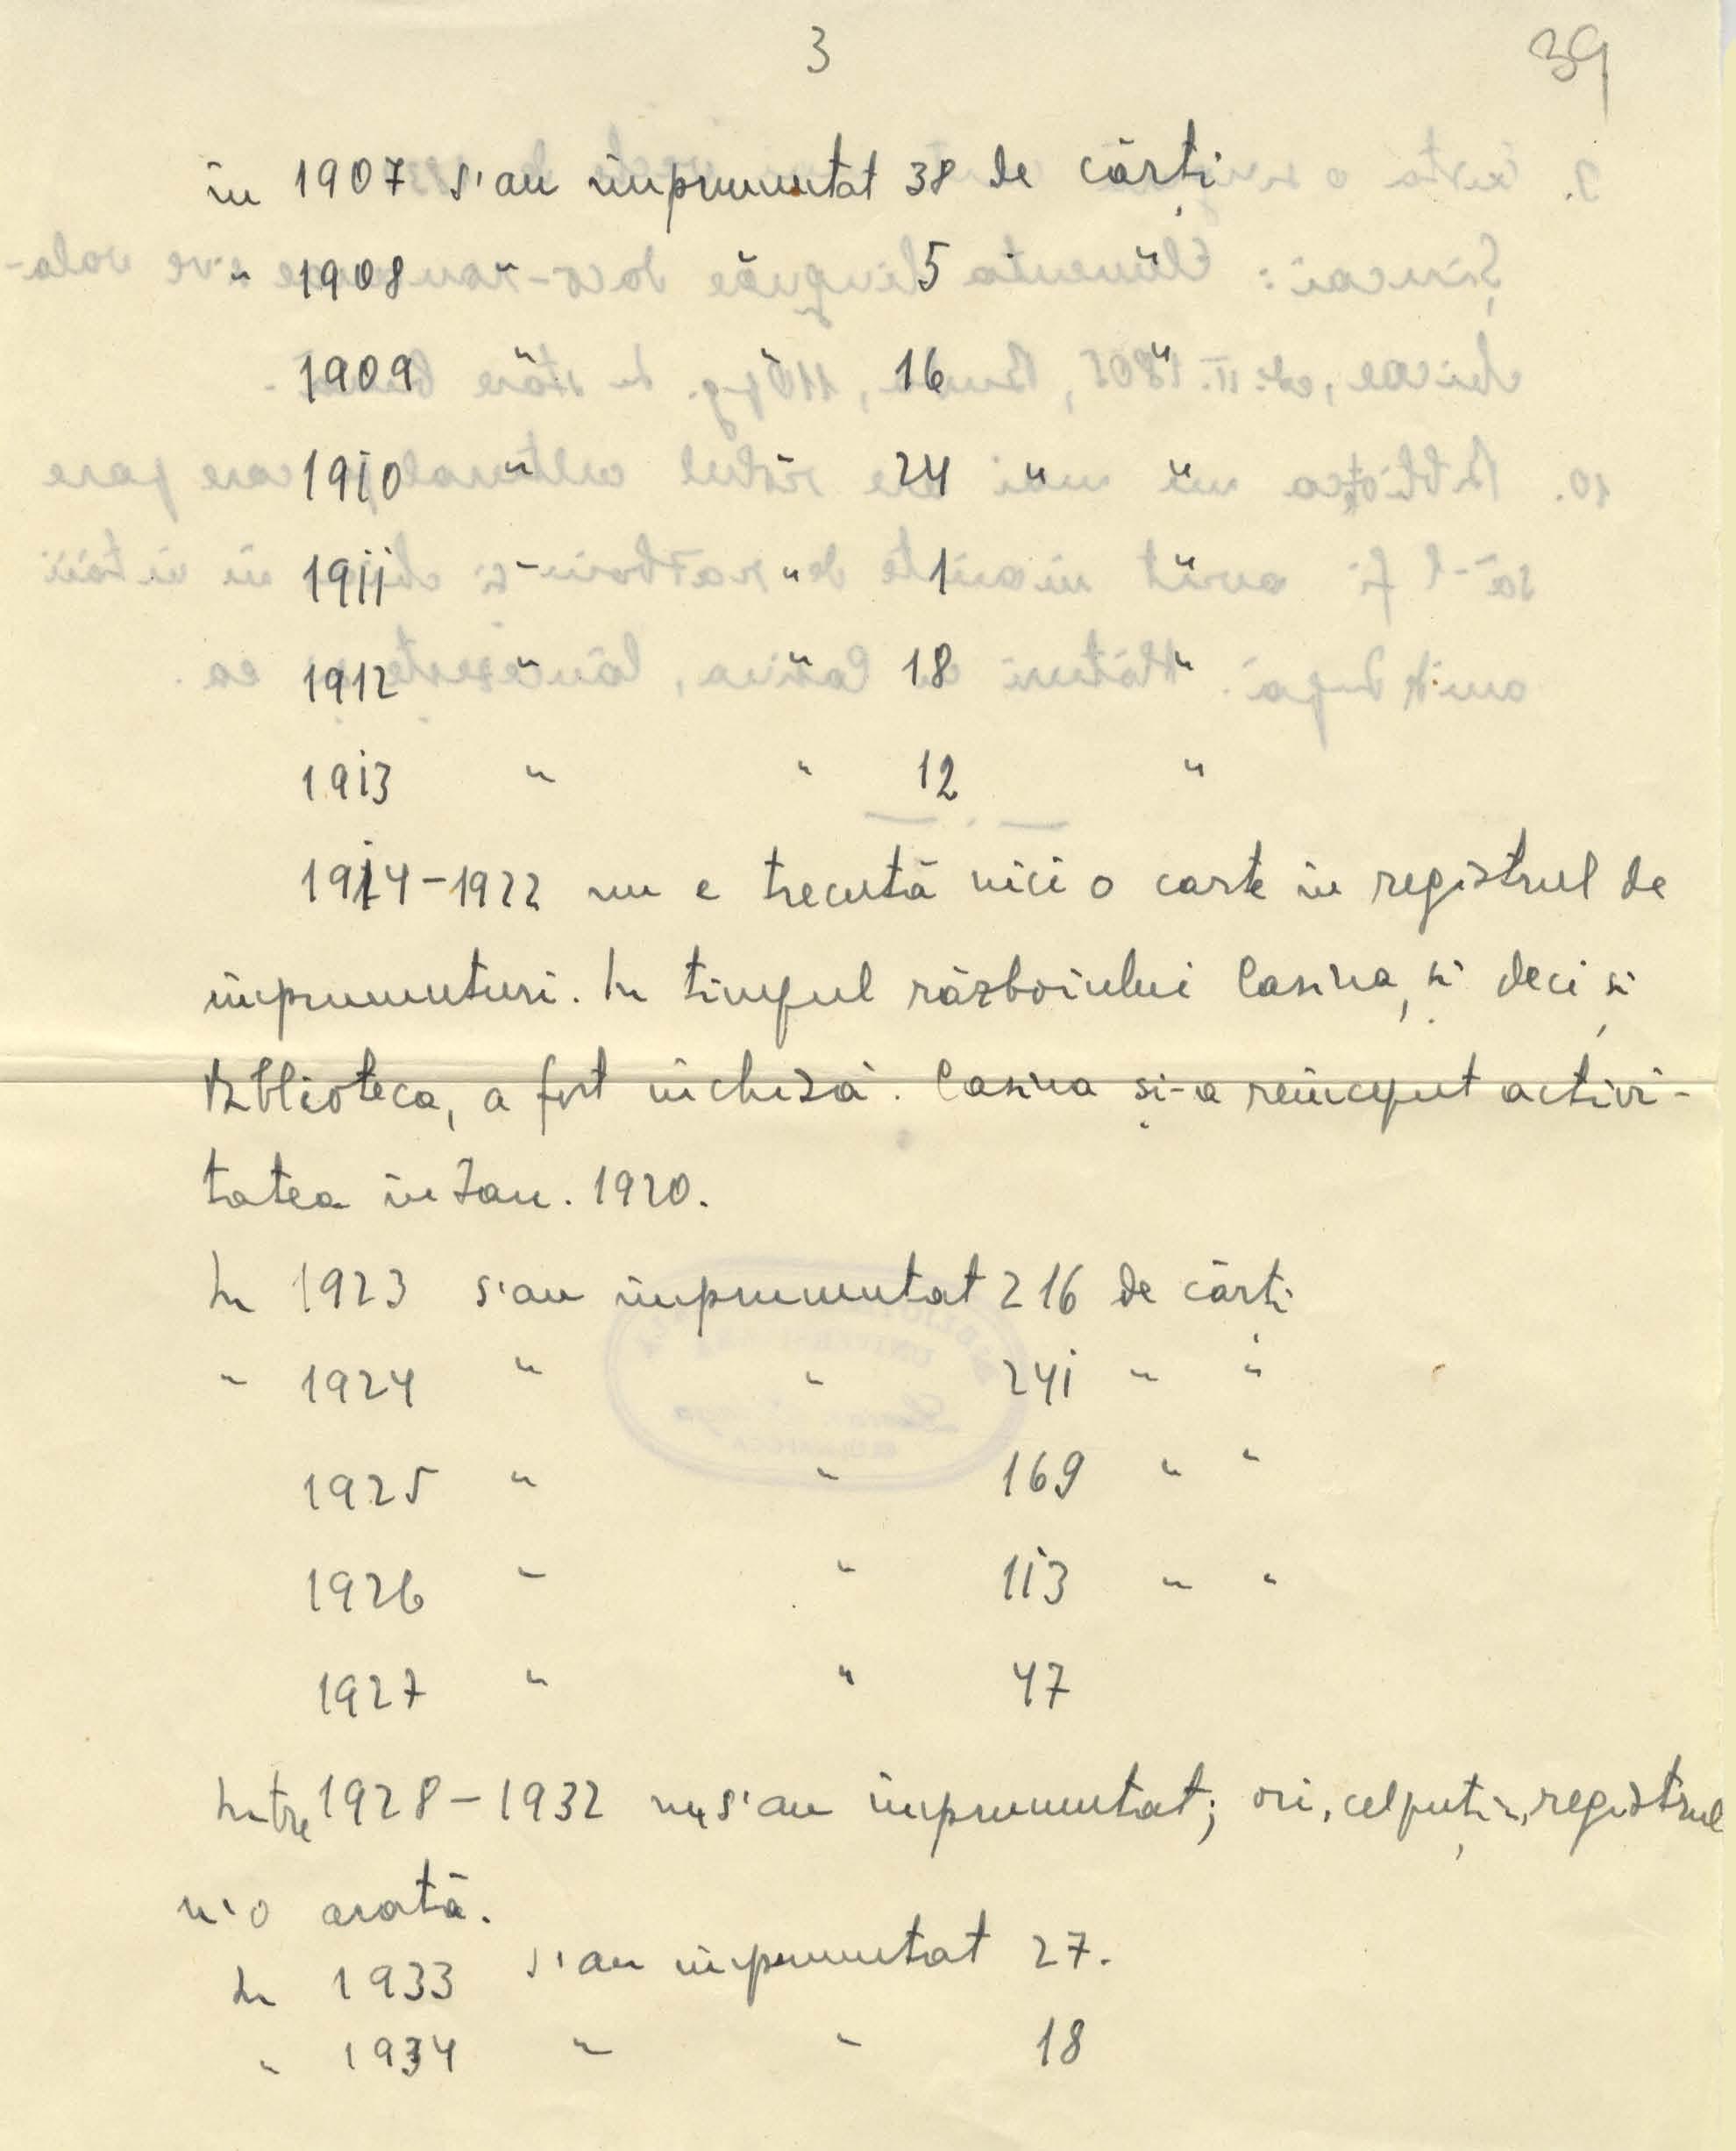 3
39
în 1907 s'au împrumutat 38 de cărți
" 1908 " 5 "
1909 " " 16 "
1910 " " 24 " "
1911 " " 1 "
1912 " " 18 "
1913 " " 12 "
1914-1922 nu e trecută nici o carte în registrul de
împrumuturi. In timpul războiului Casina, și deci și
Biblioteca, a fost închisă. Casina și-a reînceput activi-
tatea în Ian. 1920.
In 1923 s'au împrumutat 216 de cărți
" 1924 " " 241 " "
1925 " " 169 " "
1926 " " 113 " "
1927 " " 47
Intre 1928-1932 nu s'au împrumutat; ori, cel puțin, registrul
n'o arată.
In 1933 s'au împrumutat 27.
" 1934 " " 18